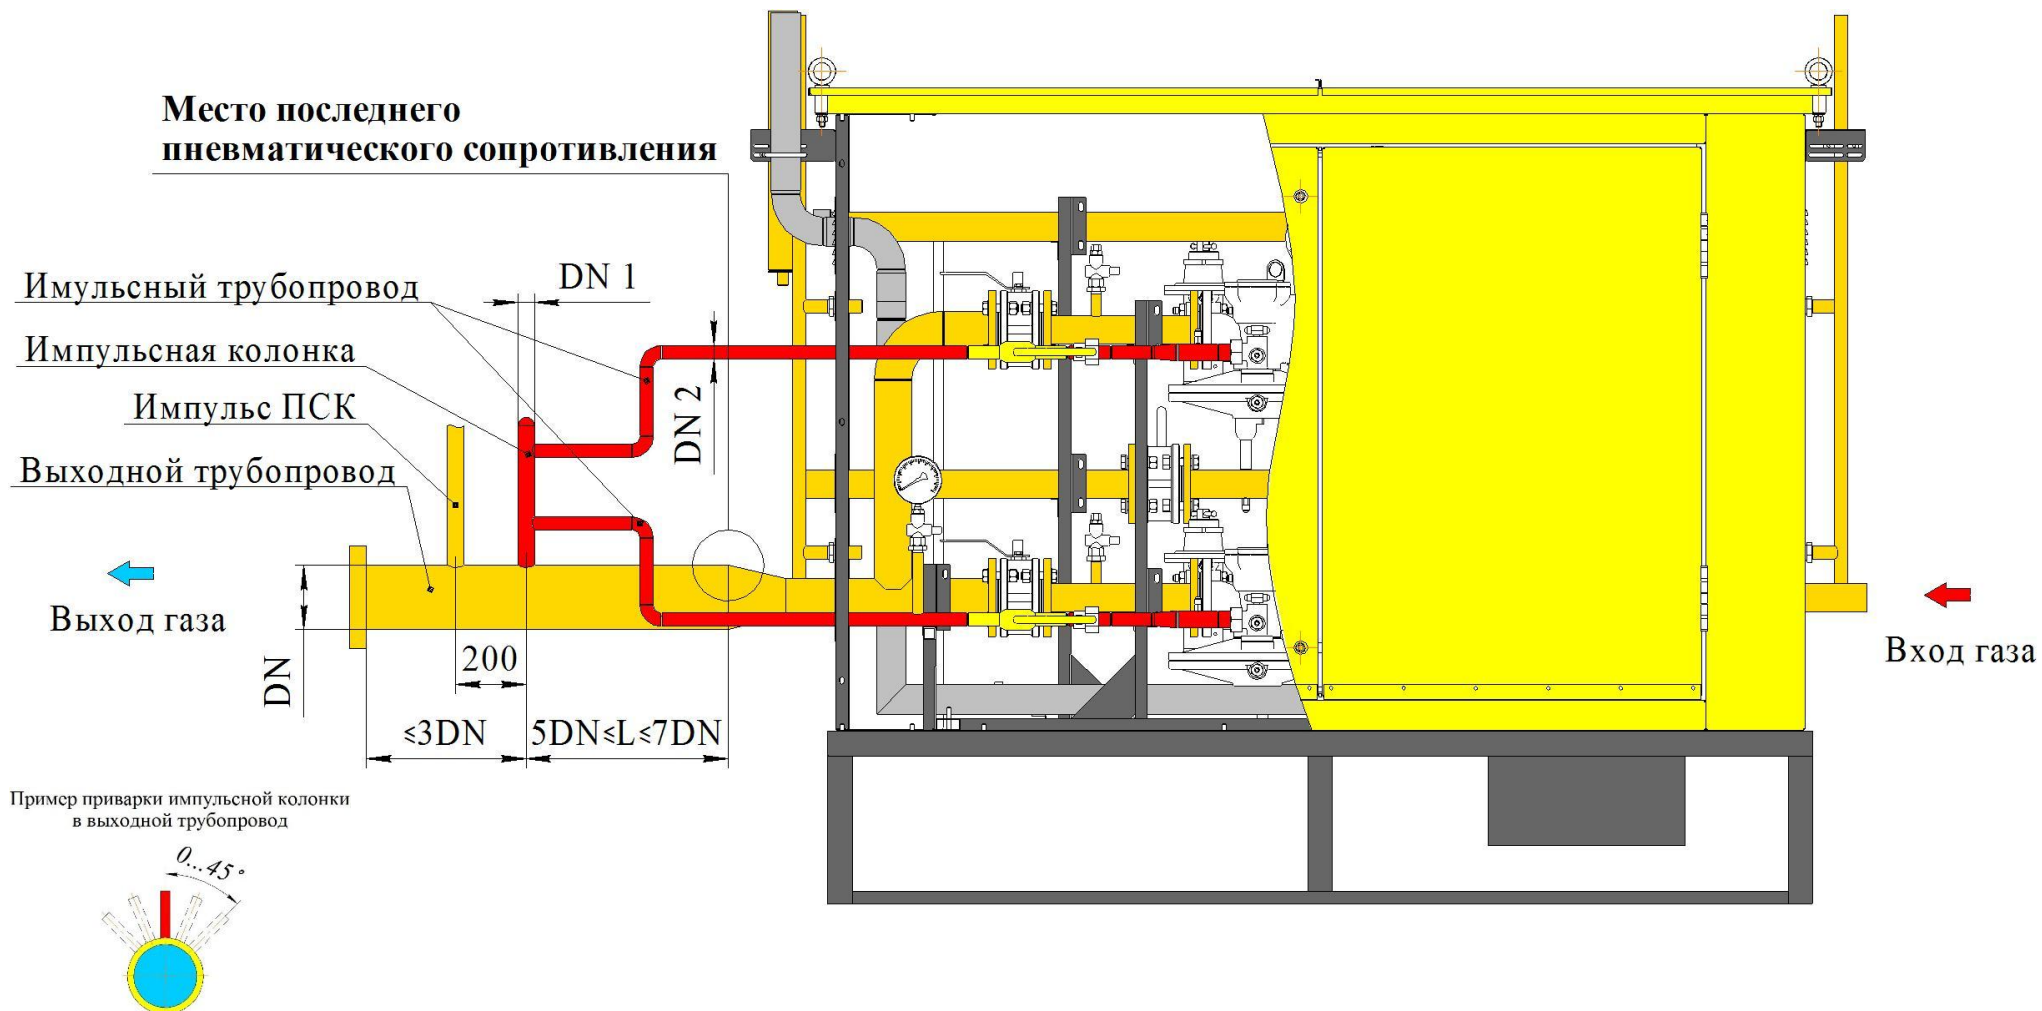 Место последнего
пневматического сопротивления
Имульсный трубопровод
DN 1
Импульсная колонка
Импульс ПСК
DN 2
Выходной трубопровод
Выход газа
Вход газа
DN
200
≤3DN
5DN≤L≤7DN
Пример приварки импульсной колонки
в выходной трубопровод
0...45°